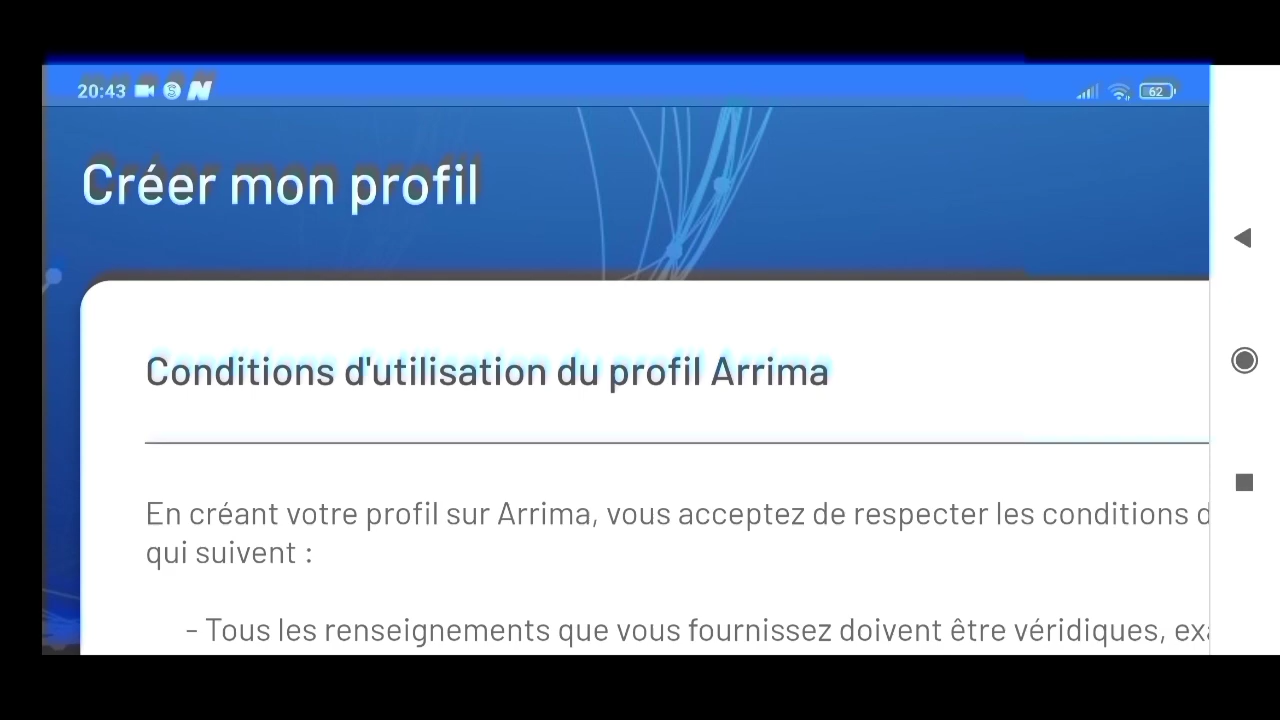 20:43
62
Créer mon profil
Conditions d'utilisation du profil Arrima
En créant votre profil sur Arrima, vous acceptez de respecter les conditions
qui suivent :
- Tous les renseignements que vous fournissez doivent être véridiques,